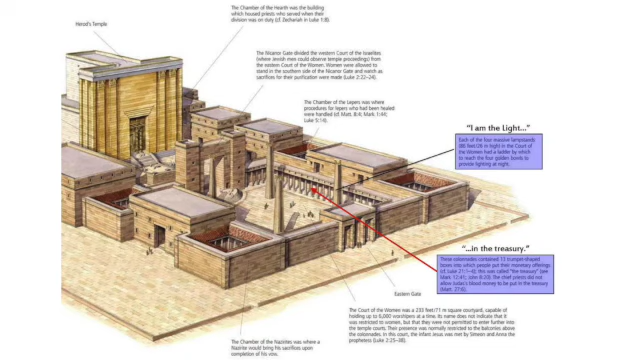 The Chamber of the Hearth was the building
which housed priests who served when their
division was on duty (cf. Zechariah in Luke 1:8)
Herod's Temple
The Nicanor Gate divided the western Court of the Israelites
(where Jewish men could observe temple proceedings) from
the eastern Court of the Women. Women were allowed to
stand in the southern side of the Nicanor Gate and watch as
sacrifices for their purification were made (Luke 2:22–24).
The Chamber of the Lepers was where
procedures for lepers who had been healed
were handled (cf. Matt. 8:4; Mark 1:44;
Luke 5:14).
"I am the Light..."
Each of the four massive lampstands
(86 feet/26 m high) in the Court of
the Women had a ladder by which
to reach the four golden bowls to
provide lighting at night.
"...in the treasury."
These colonnades contained 13 trumpet-shaped
boxes into which people put their monetary offerings
(cf. Luke 21:1–4); this was called "the treasury" (see
Mark 12:41; John 8:20). The chief priests did not
allow Judas's blood money to be put in the treasury
(Matt. 27:6).
Eastern Gate
The Court of the Women was a 233 feet/71 m square courtyard, capable of
holding up to 6,000 worshipers at a time. Its name does not indicate that it
was restricted to women, but that they were not permitted to enter further into
the temple courts. Their presence was normally restricted to the balconies above
the colonnades. In this court, the infant Jesus was met by Simeon and Anna the
prophetess (Luke 2:25–38).
The Chamber of the Nazirites was where a
Nazirite would bring his sacrifices upon
completion of his vow.